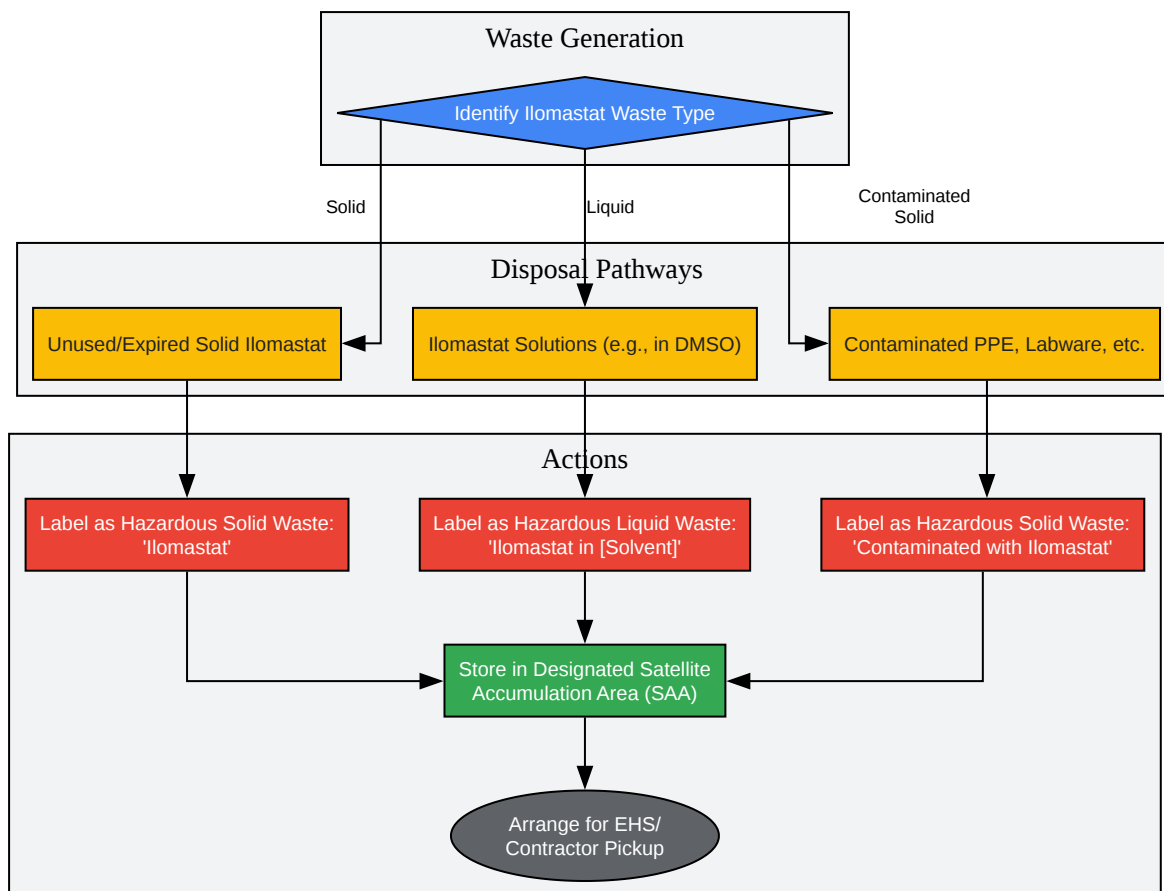 Waste Generation
Identify Ilomastat Waste Type
Solid
Liquid
Contaminated
Solid
Disposal Pathways
Unused/Expired Solid Ilomastat
Ilomastat Solutions (e.g., in DMSO)
Contaminated PPE, Labware, etc.
Actions
Label as Hazardous Solid Waste:
'Ilomastat'
Label as Hazardous Liquid Waste:
'Ilomastat in [Solvent]'
Label as Hazardous Solid Waste:
'Contaminated with Ilomastat'
Store in Designated Satellite
Accumulation Area (SAA)
Arrange for EHS/
Contractor Pickup